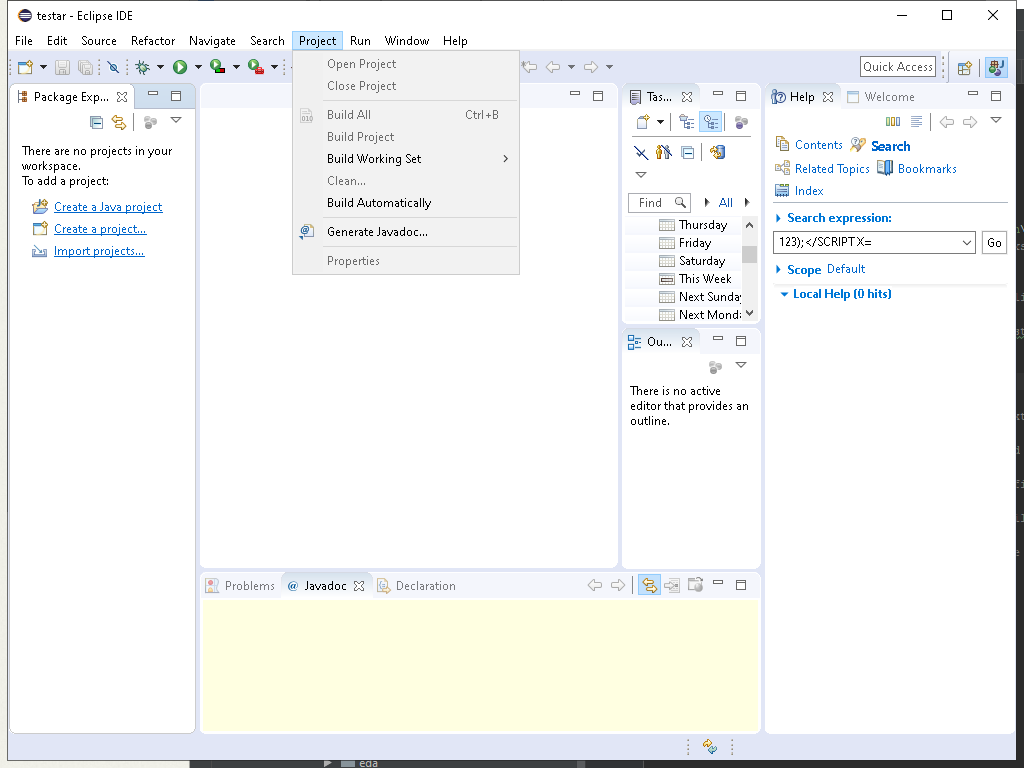 testar - Eclipse IDE
File Edit Source Refactor Navigate Search Project Run Window Help
Quick Access
Open Project
Close Project
Build All Ctrl+B
Build Project
Build Working Set
Clean...
Build Automatically
Generate Javadoc...
Properties
Package Exp...
There are no projects in your
workspace.
To add a project:
Create a Java project
Create a project...
Import projects...
Tas...
Find All
Thursday
Friday
Saturday
This Week
Next Sunday
Next Mond
Ou...
There is no active
editor that provides an
outline.
Help Welcome
Contents Search
Related Topics Bookmarks
Index
Search expression:
123);</SCRIPT X=
Go
Scope Default
Local Help (0 hits)
Problems @ Javadoc Declaration
eda